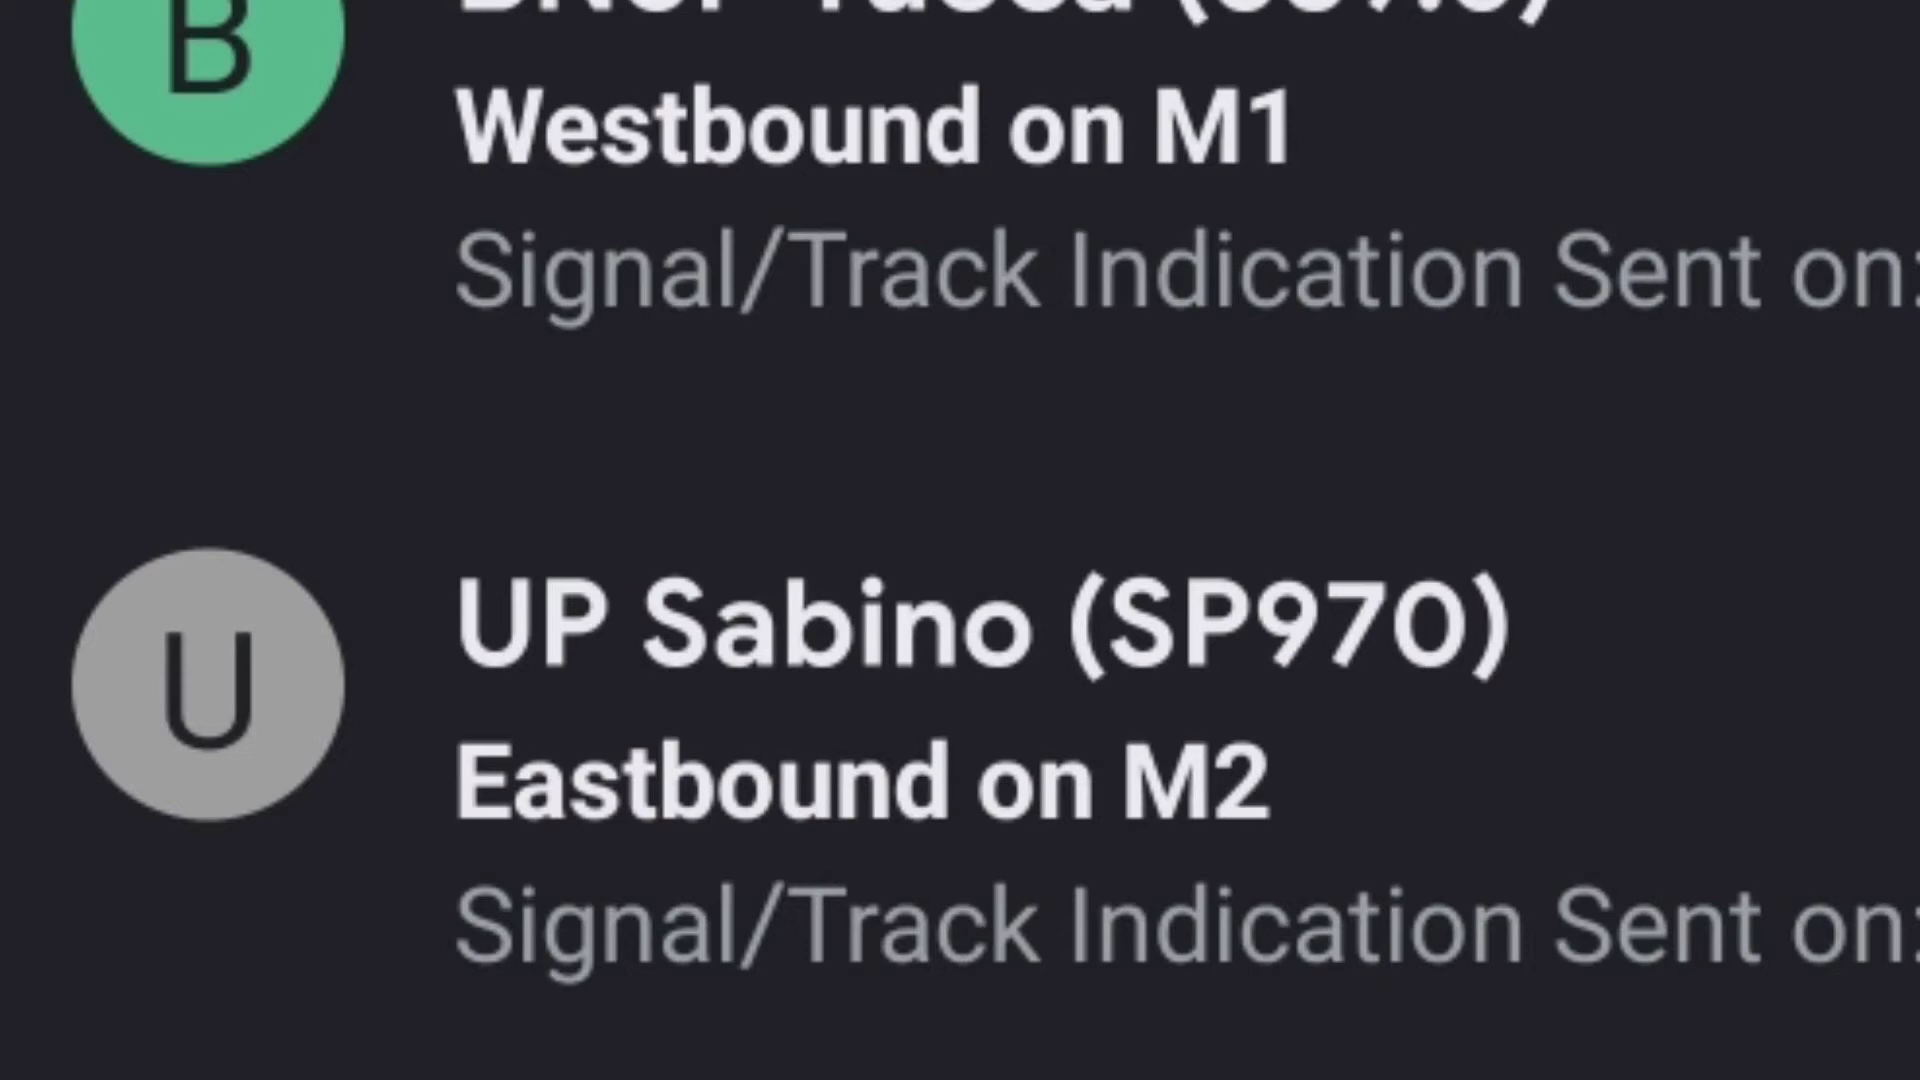 B
Westbound on M1
Signal/Track Indication Sent on:
U
UP Sabino (SP970)
Eastbound on M2
Signal/Track Indication Sent on: